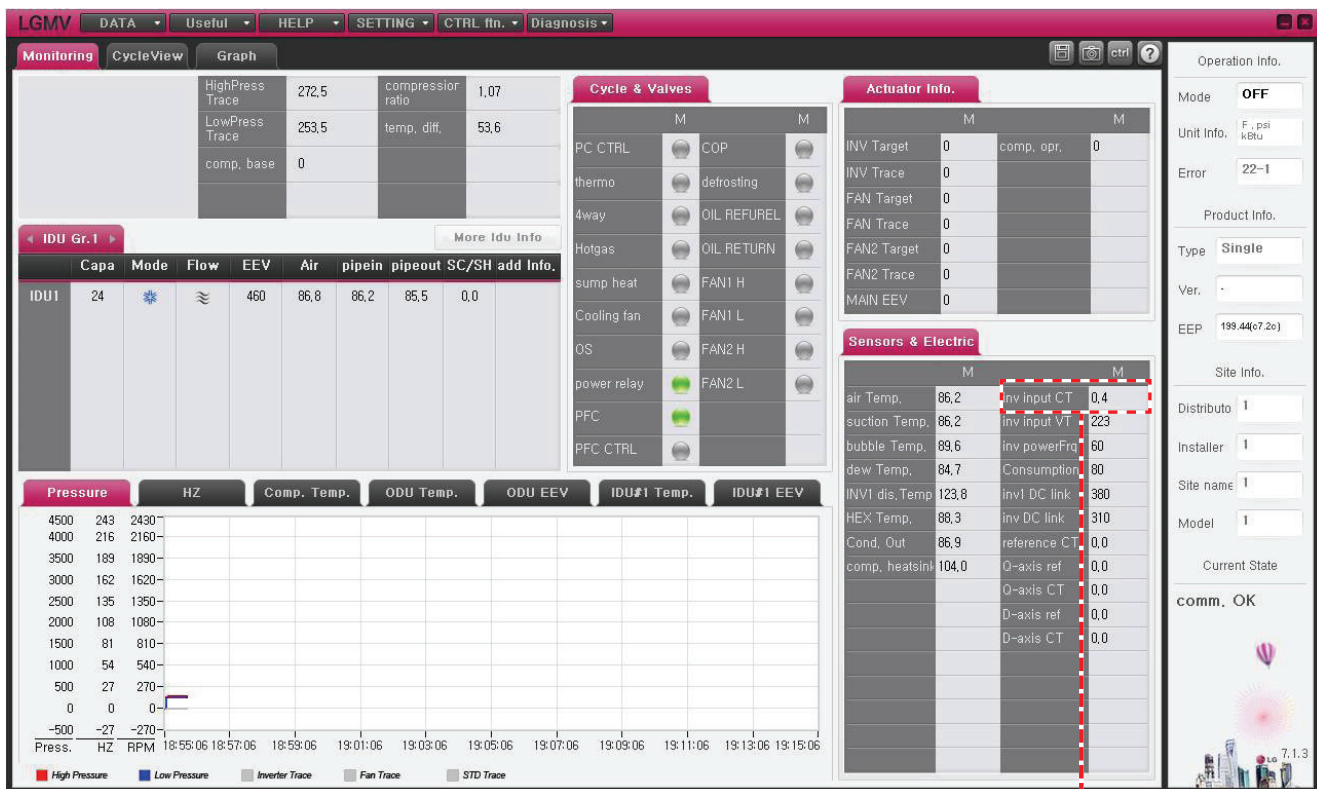 LGMV DATA Useful HELP SETTING CTRL ftn. Diagnosis
Monitoring CycleView Graph ctrl ?
HighPress Trace 272,5 compression ratio 1,07
LowPress Trace 253,5 temp, diff, 53,6
comp, base 0
IDU Gr.1 More Idu Info
Capa Mode Flow EEV Air pipein pipeout SC/SH add Info.
IDU1 24 460 86,8 86,2 85,5 0,0
Cycle & Valves
M M
PC CTRL COP
thermo defrosting
4way OIL REFUREL
Hotgas OIL RETURN
sump heat FAN1 H
Cooling fan FAN1 L
OS FAN2 H
power relay FAN2 L
PFC
PFC CTRL
Actuator Info.
M M
INV Target 0 comp, opr, 0
INV Trace 0
FAN Target 0
FAN Trace 0
FAN2 Target 0
FAN2 Trace 0
MAIN EEV 0
Sensors & Electric
M M
air Temp, 86,2 inv input CT 0,4
suction Temp, 86,2 inv input VT 223
bubble Temp, 89,6 inv powerFrq 60
dew Temp, 84,7 Consumption 80
INV1 dis,Temp 123,8 inv1 DC link 380
HEX Temp, 88,3 inv DC link 310
Cond, Out 86,9 reference CT 0,0
comp, heatsink 104,0 Q-axis ref 0,0
Q-axis CT 0,0
D-axis ref 0,0
D-axis CT 0,0
Pressure HZ Comp. Temp. ODU Temp. ODU EEV IDU#1 Temp. IDU#1 EEV
4500 243 2430
4000 216 2160
3500 189 1890
3000 162 1620
2500 135 1350
2000 108 1080
1500 81 810
1000 54 540
500 27 270
0 0 0
-500 -27 -270
Press. HZ RPM 18:55:06 18:57:06 18:59:06 19:01:06 19:03:06 19:05:06 19:07:06 19:09:06 19:11:06 19:13:06 19:15:06
High Pressure Low Pressure Inverter Trace Fan Trace STD Trace
Operation Info.
Mode OFF
Unit Info. F , psi
kBtu
Error 22-1
Product Info.
Type Single
Ver. -
EEP 199.44(c7.2c)
Site Info.
Distributo 1
Installer 1
Site name 1
Model 1
Current State
comm, OK
LG 7.1.3